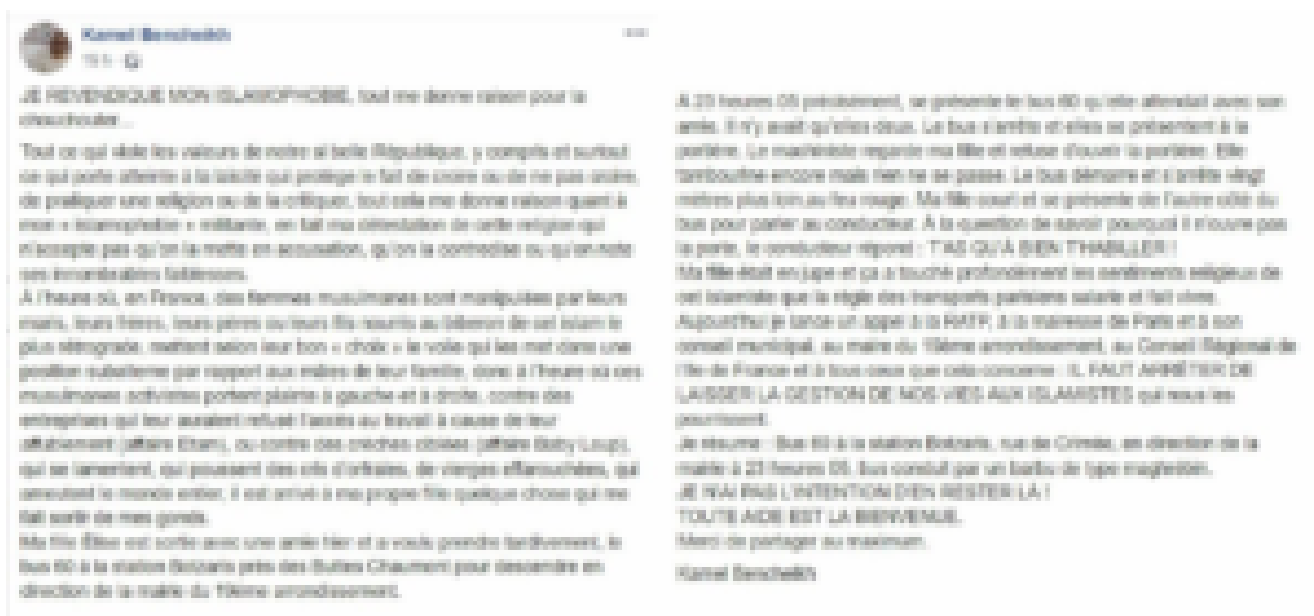 Kamel Bencheikh
19 h
JE REVENDIQUE MON ISLAMOPHOBIE, tout me donne raison pour la
chouchouter...
Tout ce qui viole les valeurs de notre si belle République, y compris et surtout
ce qui porte atteinte à la laïcité qui protège le fait de croire ou de ne pas croire,
de pratiquer une religion ou de la critiquer, tout cela me donne raison quant à
mon « islamophobie » militante, en fait ma détestation de cette religion qui
n'accepte pas qu'on la mette en accusation, qu'on la contredise ou qu'on note
ses innombrables faiblesses.
À l'heure où, en France, des femmes musulmanes sont manipulées par leurs
maris, leurs frères, leurs pères ou leurs fils nourris au biberon de cet islam le
plus rétrograde, mettent selon leur bon « choix » le voile qui les met dans une
position subalterne par rapport aux mâles de leur famille, donc à l'heure où ces
musulmanes activistes portent plainte à gauche et à droite, contre des
entreprises qui leur auraient refusé l'accès au travail à cause de leur
affublement (affaire Etam), ou contre des crèches ciblées (affaire Baby Loup),
qui se lamentent, qui poussent des cris d'orfraies, de vierges effarouchées, qui
ameutent le monde entier, il est arrivé à ma propre fille quelque chose qui me
fait sortir de mes gonds.
Ma fille Élise est sortie avec une amie hier et a voulu prendre tardivement, le
bus 60 à la station Botzaris près des Buttes Chaumont pour descendre en
direction de la mairie du 19ème arrondissement.
À 23 heures 05 précisément, se présente le bus 60 qu'elle attendait avec son
amie. Il n'y avait qu'elles deux. Le bus s'arrête et elles se présentent à la
portière. Le machiniste regarde ma fille et refuse d'ouvrir la portière. Elle
tambourine encore mais rien ne se passe. Le bus démarre et s'arrête vingt
mètres plus loin au feu rouge. Ma fille court et se présente de l'autre côté du
bus pour parler au conducteur. À la question de savoir pourquoi il n'ouvre pas
la porte, le conducteur répond : T'AS QU'À BIEN T'HABILLER !
Ma fille était en jupe et ça a touché profondément les sentiments religieux de
cet islamiste que la régie des transports parisiens salarie et fait vivre.
Aujourd'hui je lance un appel à la RATP, à la mairesse de Paris et à son
conseil municipal, au maire du 19ème arrondissement, au Conseil Régional de
l'Ile de France et à tous ceux que cela concerne : IL FAUT ARRÊTER DE
LAISSER LA GESTION DE NOS VIES AUX ISLAMISTES qui nous les
pourrissent.
Je résume : Bus 60 à la station Botzaris, rue de Crimée, en direction de la
mairie à 23 heures 05, bus conduit par un barbu de type maghrébin.
JE N'AI PAS L'INTENTION D'EN RESTER LÀ !
TOUTE AIDE EST LA BIENVENUE.
Merci de partager au maximum.
Kamel Bencheikh